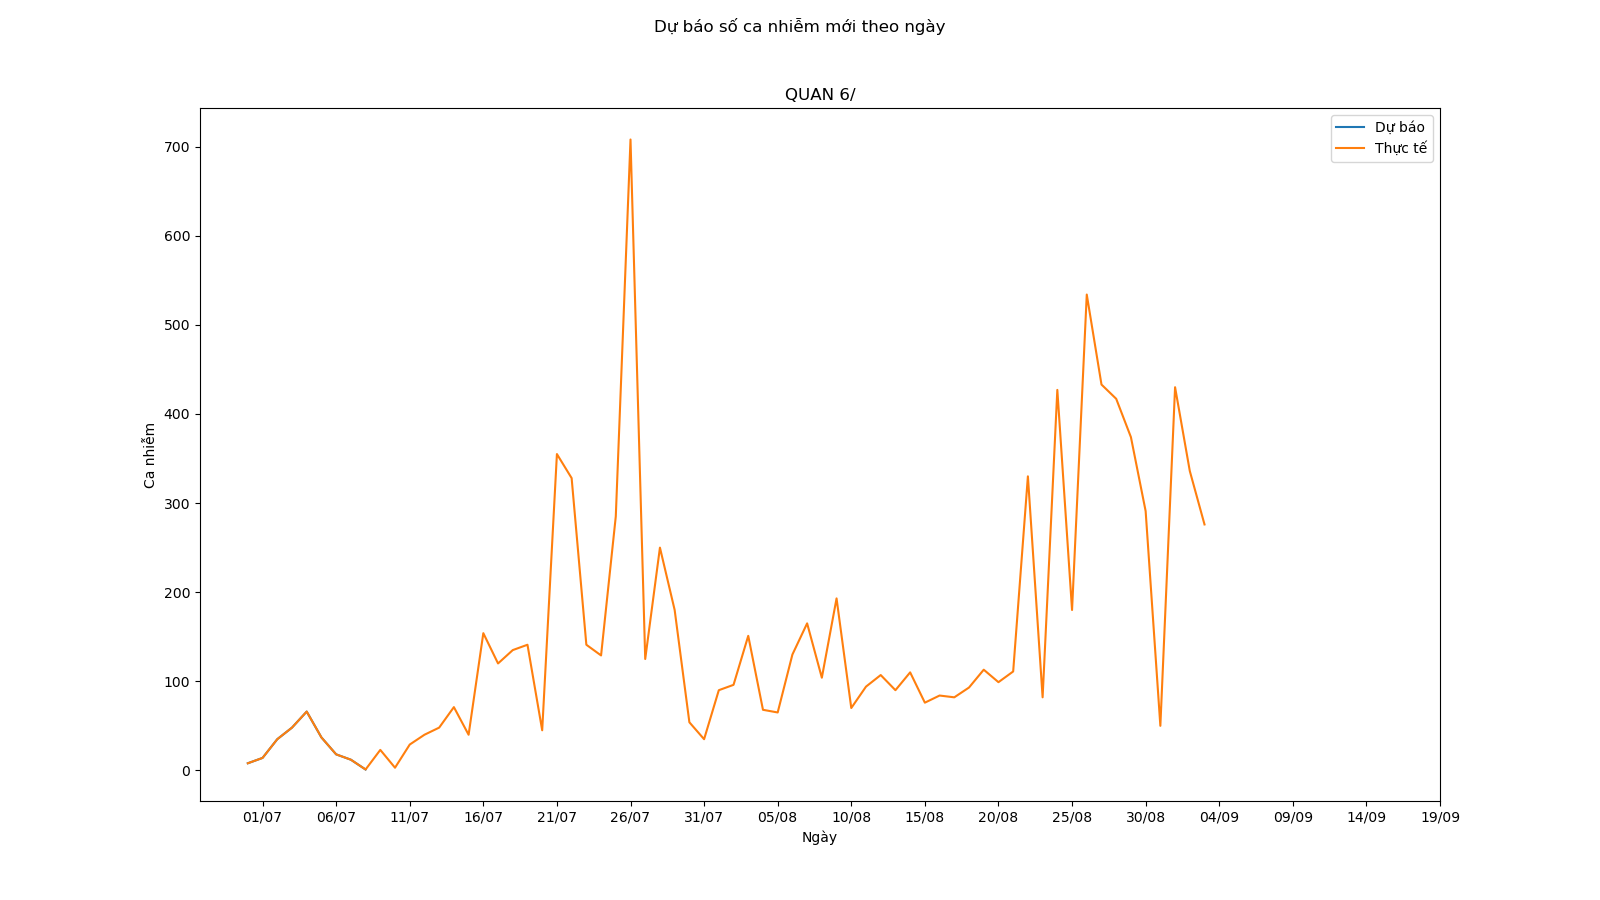 Dự báo số ca nhiễm mới theo ngày
QUAN 6/
Dự báo
Thực tế
700
600
500
400
300
200
100
0
Ca nhiễm
01/07 06/07 11/07 16/07 21/07 26/07 31/07 05/08 10/08 15/08 20/08 25/08 30/08 04/09 09/09 14/09 19/09
Ngày